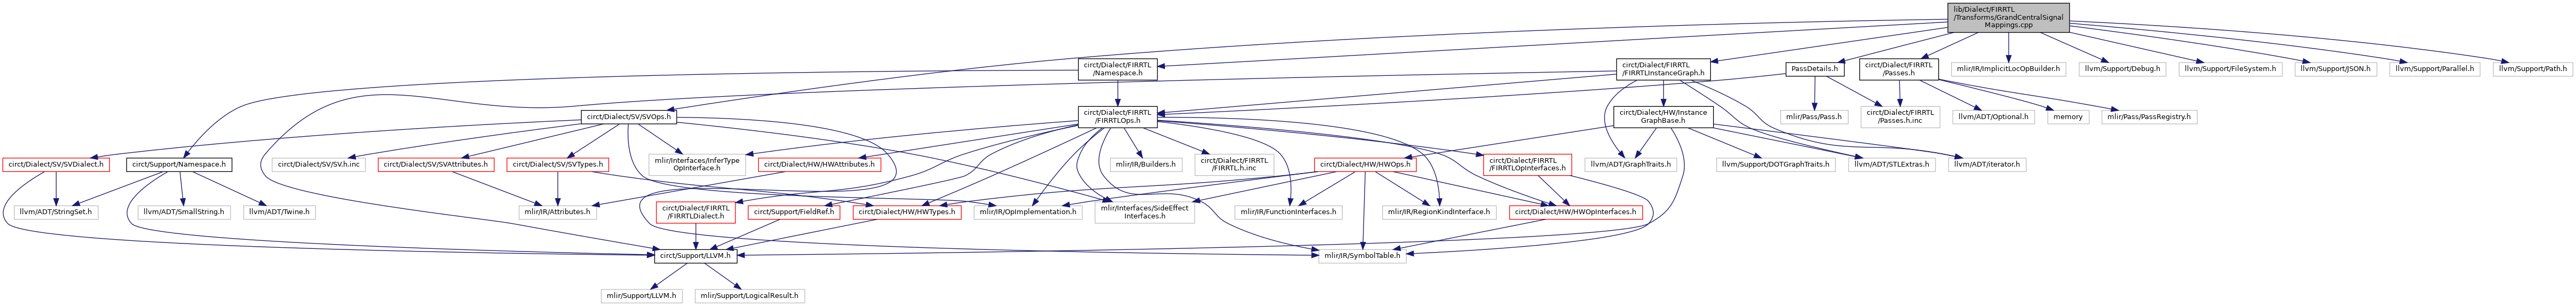 lib/Dialect/FIRRTL
/Transforms/GrandCentralSignal
Mappings.cpp
circt/Dialect/FIRRTL
/Namespace.h
circt/Dialect/FIRRTL
/FIRRTLInstanceGraph.h
PassDetails.h
circt/Dialect/FIRRTL
/Passes.h
mlir/IR/ImplicitLocOpBuilder.h
llvm/Support/Debug.h
llvm/Support/FileSystem.h
llvm/Support/JSON.h
llvm/Support/Parallel.h
llvm/Support/Path.h
circt/Dialect/SV/SVOps.h
circt/Dialect/FIRRTL
/FIRRTLOps.h
circt/Dialect/HW/Instance
GraphBase.h
mlir/Pass/Pass.h
circt/Dialect/FIRRTL
/Passes.h.inc
llvm/ADT/Optional.h
memory
mlir/Pass/PassRegistry.h
circt/Dialect/SV/SVDialect.h
circt/Support/Namespace.h
circt/Dialect/SV/SV.h.inc
circt/Dialect/SV/SVAttributes.h
circt/Dialect/SV/SVTypes.h
mlir/Interfaces/InferType
OpInterface.h
circt/Dialect/HW/HWAttributes.h
mlir/IR/Builders.h
circt/Dialect/FIRRTL
/FIRRTL.h.inc
circt/Dialect/HW/HWOps.h
circt/Dialect/FIRRTL
/FIRRTLOpInterfaces.h
llvm/ADT/GraphTraits.h
llvm/Support/DOTGraphTraits.h
llvm/ADT/STLExtras.h
llvm/ADT/iterator.h
llvm/ADT/StringSet.h
llvm/ADT/SmallString.h
llvm/ADT/Twine.h
mlir/IR/Attributes.h
circt/Dialect/FIRRTL
/FIRRTLDialect.h
circt/Support/FieldRef.h
circt/Dialect/HW/HWTypes.h
mlir/IR/OpImplementation.h
mlir/Interfaces/SideEffect
Interfaces.h
mlir/IR/FunctionInterfaces.h
mlir/IR/RegionKindInterface.h
circt/Dialect/HW/HWOpInterfaces.h
circt/Support/LLVM.h
mlir/IR/SymbolTable.h
mlir/Support/LLVM.h
mlir/Support/LogicalResult.h